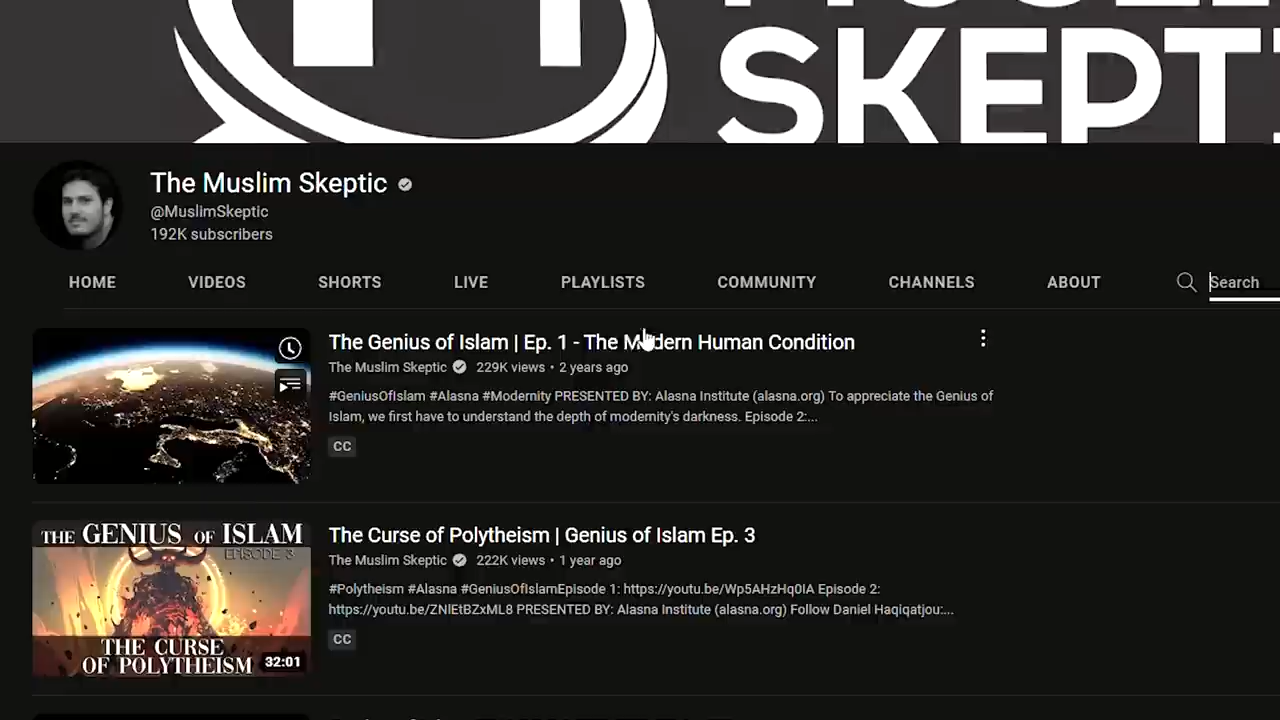 SKEPT
The Muslim Skeptic
@MuslimSkeptic
192K subscribers
HOME VIDEOS SHORTS LIVE PLAYLISTS COMMUNITY CHANNELS ABOUT Search
The Genius of Islam | Ep. 1 - The Modern Human Condition
The Muslim Skeptic 229K views • 2 years ago
#GeniusOfIslam #Alasna #Modernity PRESENTED BY: Alasna Institute (alasna.org) To appreciate the Genius of
Islam, we first have to understand the depth of modernity's darkness. Episode 2:...
CC
THE GENIUS OF ISLAM
EPISODE 3
THE CURSE
OF POLYTHEISM
32:01
The Curse of Polytheism | Genius of Islam Ep. 3
The Muslim Skeptic 222K views • 1 year ago
#Polytheism #Alasna #GeniusOfIslamEpisode 1: https://youtu.be/Wp5AHzHq0IA Episode 2:
https://youtu.be/ZNlEtBZxML8 PRESENTED BY: Alasna Institute (alasna.org) Follow Daniel Haqiqatjou:...
CC